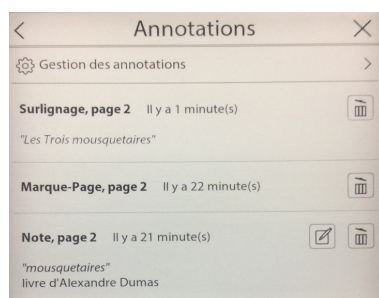 Annotations
Gestion des annotations
Surlignage, page 2 Il y a 1 minute(s)
"Les Trois mousquetaires"
Marque-Page, page 2 Il y a 22 minute(s)
Note, page 2 Il y a 21 minute(s)
"mousquetaires"
livre d'Alexandre Dumas